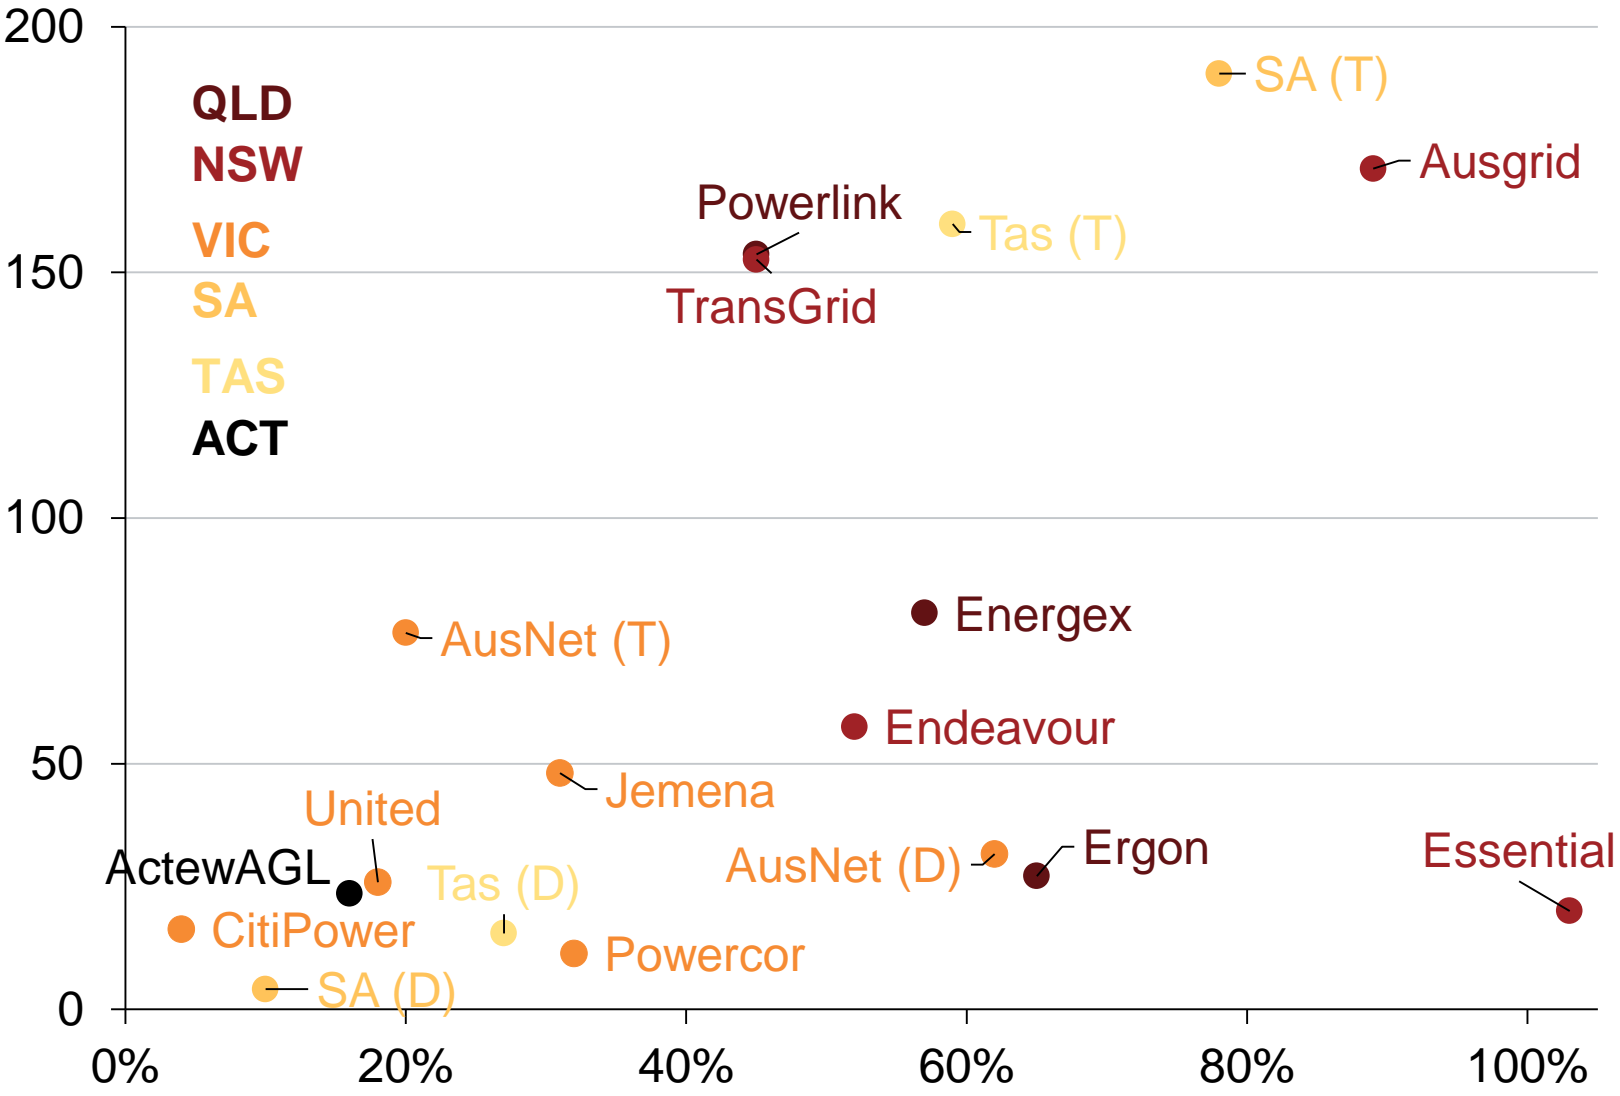 200
SA (T)
QLD
NSW
Ausgrid
Powerlink
VIC
Tas (T)
150
SA
TransGrid
TAS
ACT
100
Energex
AusNet (T)
Endeavour
50
Jemena
United
ActewAGL
Tas (D)
AusNet (D)
Ergon
Essential
CitiPower
Powercor
SA (D)
0
0% 20% 40% 60% 80% 100%